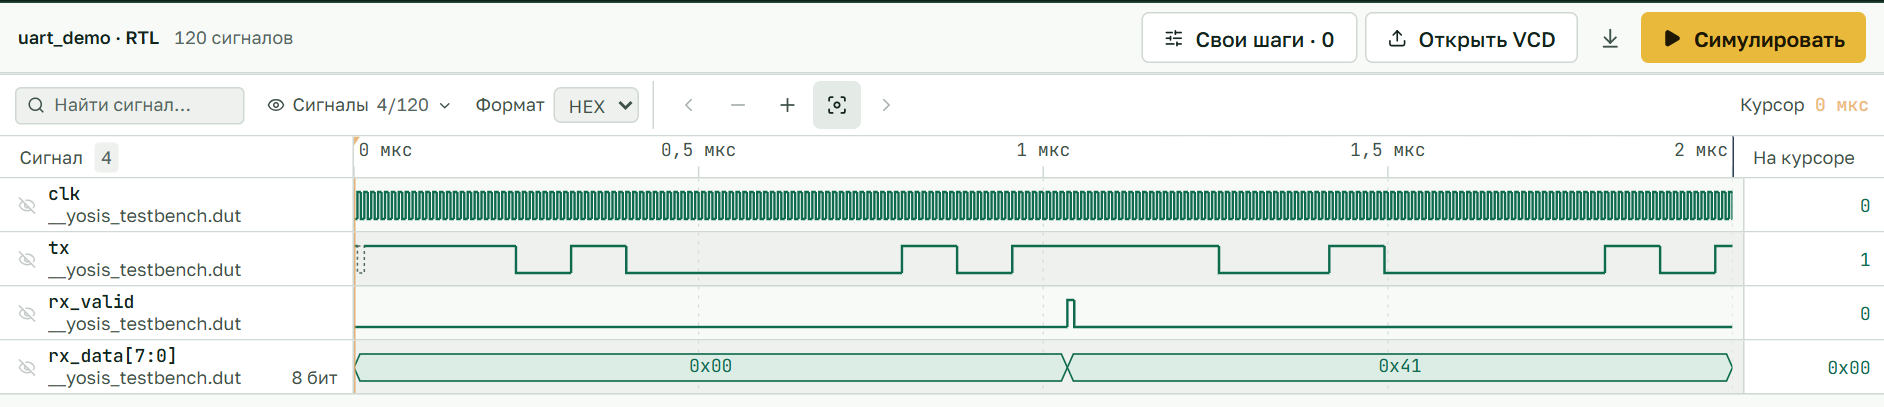 uart_demo · RTL 120 сигналов Свои шаги · 0 Открыть VCD Симулировать
Найти сигнал... Сигналы 4/120 Формат HEX Курсор 0 мкс
Сигнал 4 0 мкс 0,5 мкс 1 мкс 1,5 мкс 2 мкс На курсоре
clk
__yosis_testbench.dut 0
tx
__yosis_testbench.dut 1
rx_valid
__yosis_testbench.dut 0
rx_data[7:0] 0x00 0x41
__yosis_testbench.dut 8 бит 0x00